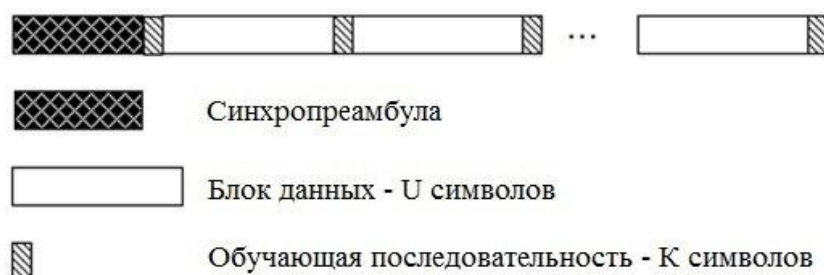 ...
Синхропреамбула
Блок данных - U символов
Обучающая последовательность - K символов